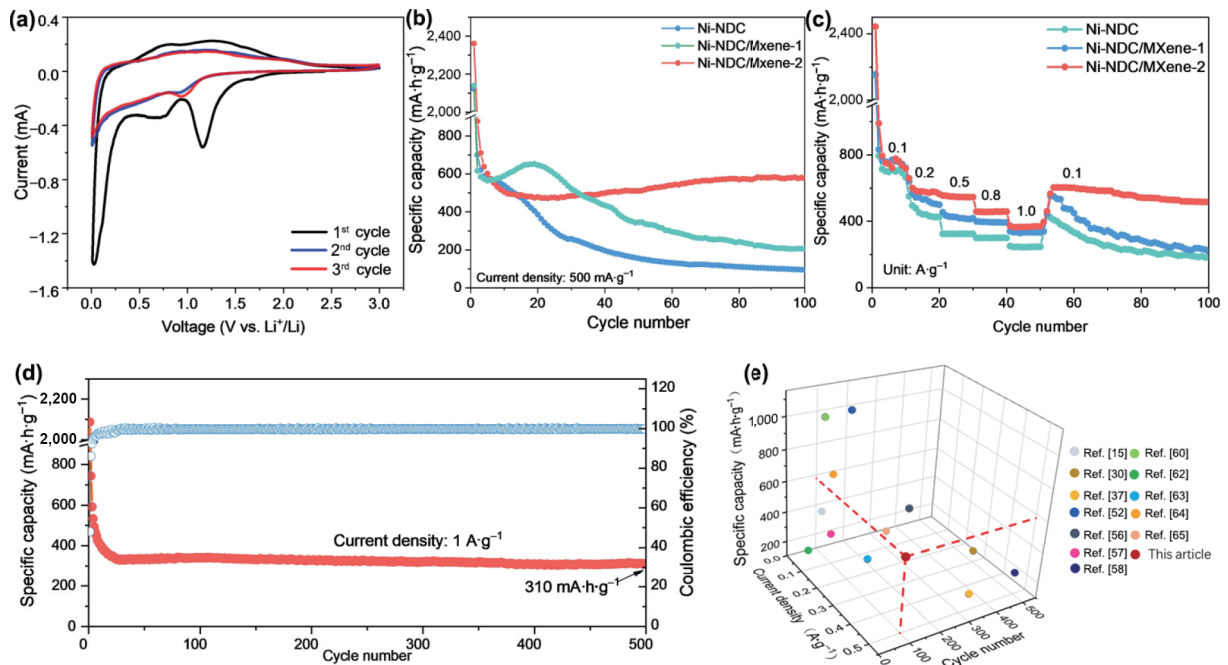 (a)
0.4
0.0
−0.4
−0.8
−1.2
−1.6
Current (mA)
1st cycle
2nd cycle
3rd cycle
0.0 0.5 1.0 1.5 2.0 2.5 3.0
Voltage (V vs. Li⁺/Li)
(b)
Ni-NDC
Ni-NDC/Mxene-1
Ni-NDC/Mxene-2
2,400
2,200
2,000
800
600
400
200
0
Specific capacity (mA·h·g⁻¹)
Current density: 500 mA·g⁻¹
0 20 40 60 80 100
Cycle number
(c)
Ni-NDC
Ni-NDC/MXene-1
Ni-NDC/MXene-2
2,400
2,000
800
400
0
Specific capacity (mA·h·g⁻¹)
0.1
0.2
0.5
0.8
1.0
0.1
Unit: A·g⁻¹
0 20 40 60 80 100
Cycle number
(d)
2,200
2,000
800
600
400
200
0
Specific capacity (mA·h·g⁻¹)
Current density: 1 A·g⁻¹
310 mA·h·g⁻¹
120
100
80
60
40
20
0
Coulombic efficiency (%)
0 100 200 300 400 500
Cycle number
(e)
1,000
800
600
400
200
Specific capacity (mA·h·g⁻¹)
0.1
0.2
0.3
0.4
0.5
Current density (A·g⁻¹)
0
100
200
300
400
500
Cycle number
Ref. [15] Ref. [60]
Ref. [30] Ref. [62]
Ref. [37] Ref. [63]
Ref. [52] Ref. [64]
Ref. [56] Ref. [65]
Ref. [57] This article
Ref. [58]